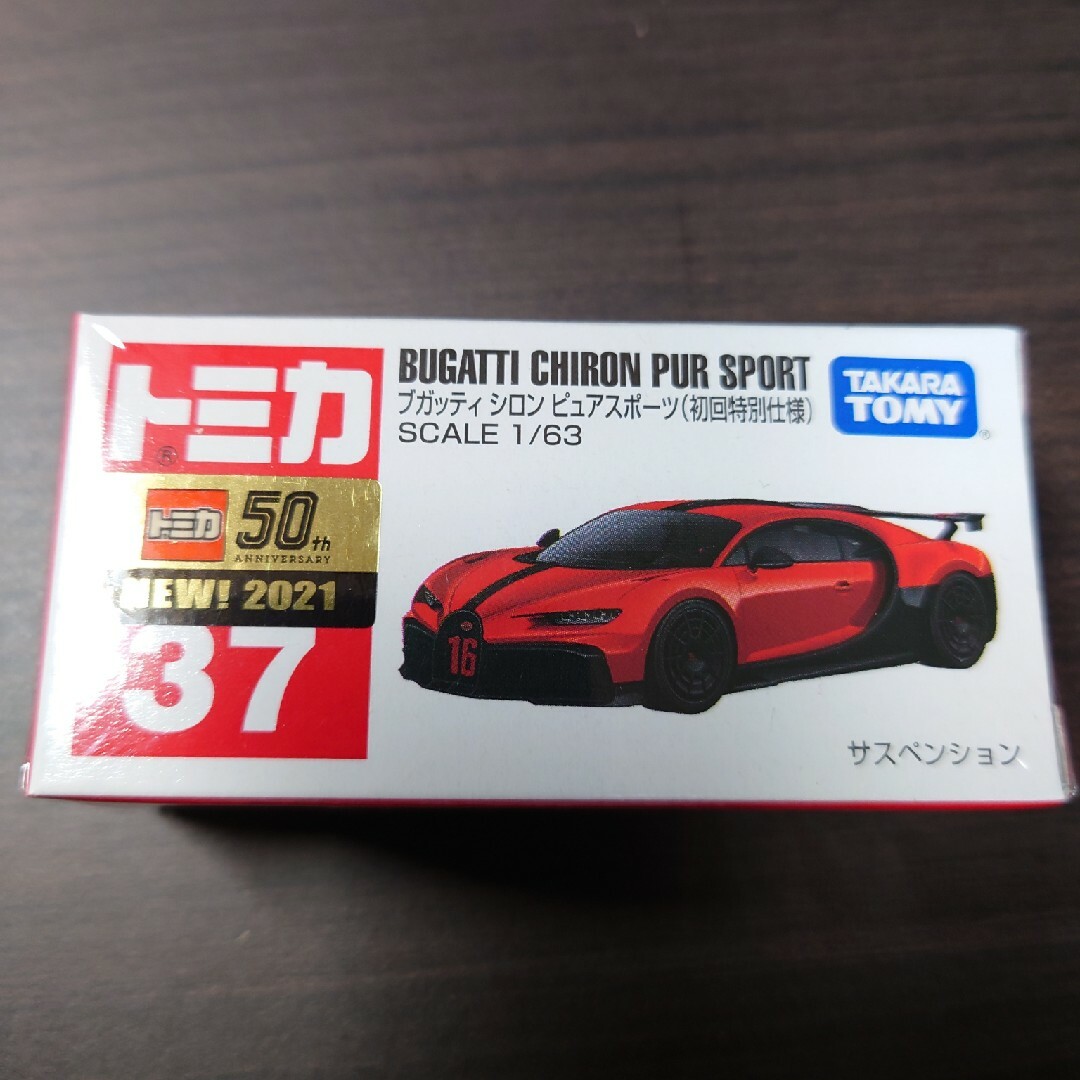 トミカ®
BUGATTI CHIRON PUR SPORT
ブガッティ シロン ピュアスポーツ(初回特別仕様)
SCALE 1/63
TAKARA
TOMY®
トミカ 50th
ANNIVERSARY
NEW! 2021
37
16
サスペンション